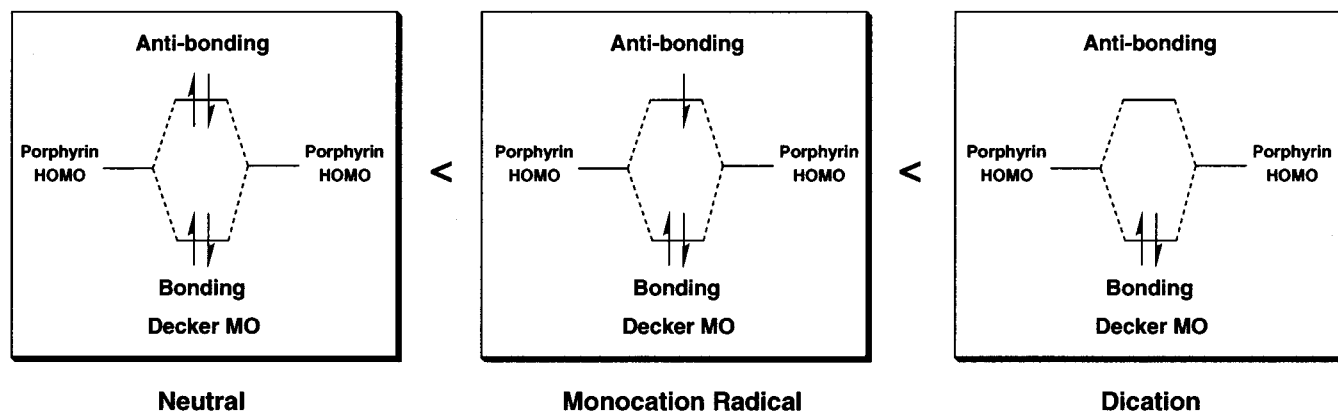 Anti-bonding
Porphyrin
HOMO
Porphyrin
HOMO
Bonding
Decker MO
Neutral
<
Anti-bonding
Porphyrin
HOMO
Porphyrin
HOMO
Bonding
Decker MO
Monocation Radical
<
Anti-bonding
Porphyrin
HOMO
Porphyrin
HOMO
Bonding
Decker MO
Dication